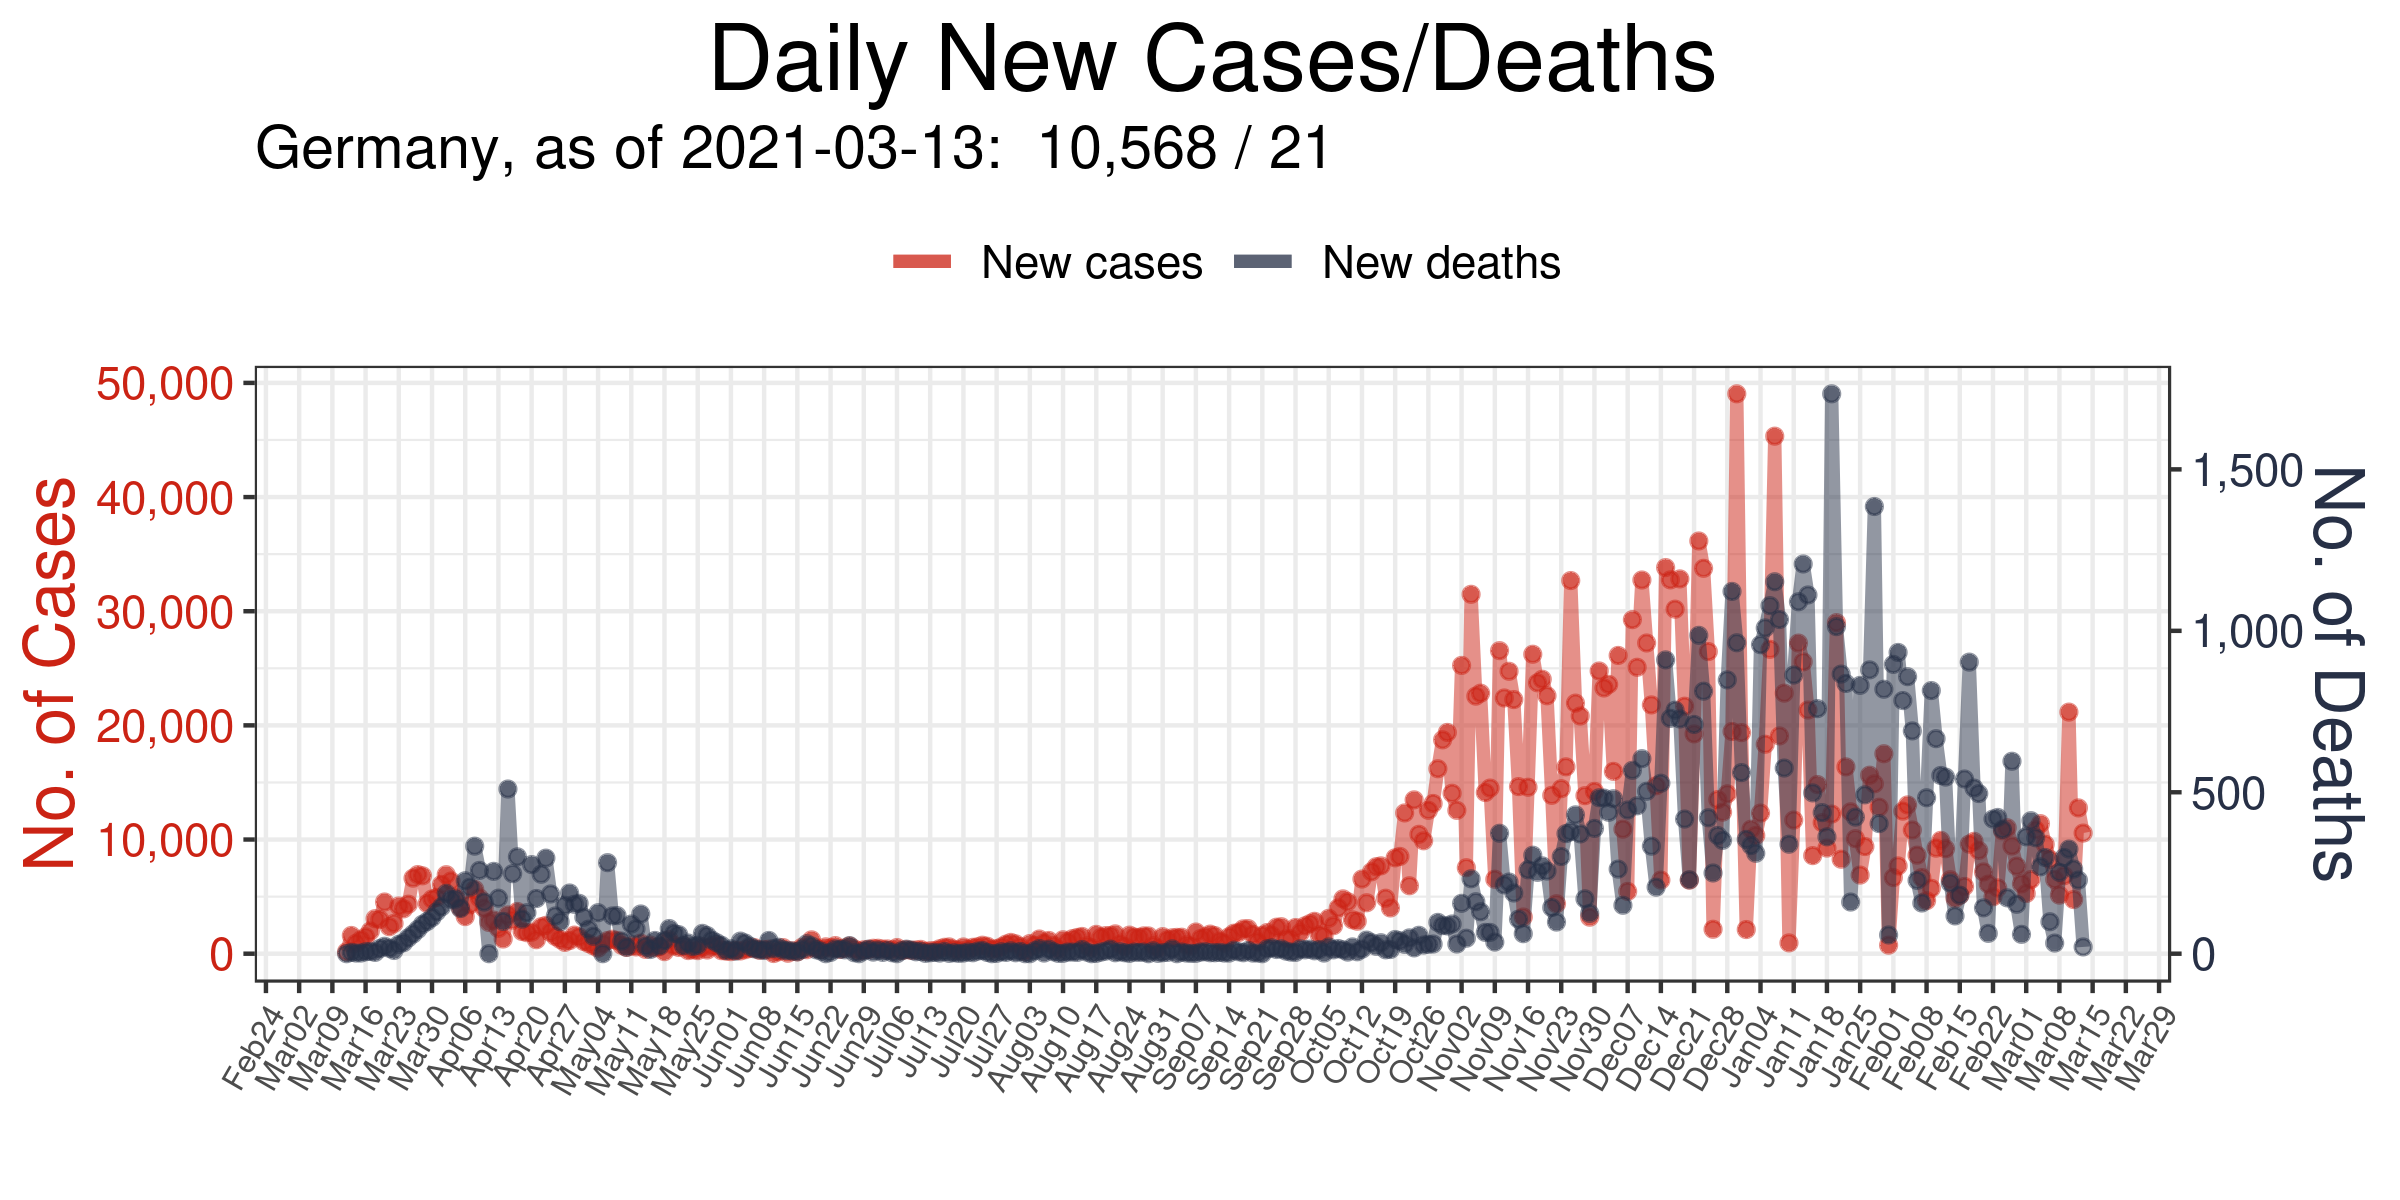 Daily New Cases/Deaths
Germany, as of 2021-03-13:  10,568 / 21
New cases
New deaths
No. of Cases
50,000
40,000
30,000
20,000
10,000
0
No. of Deaths
1,500
1,000
500
0
Feb24
Mar02
Mar09
Mar16
Mar23
Mar30
Apr06
Apr13
Apr20
Apr27
May04
May11
May18
May25
Jun01
Jun08
Jun15
Jun22
Jun29
Jul06
Jul13
Jul20
Jul27
Aug03
Aug10
Aug17
Aug24
Aug31
Sep07
Sep14
Sep21
Sep28
Oct05
Oct12
Oct19
Oct26
Nov02
Nov09
Nov16
Nov23
Nov30
Dec07
Dec14
Dec21
Dec28
Jan04
Jan11
Jan18
Jan25
Feb01
Feb08
Feb15
Feb22
Mar01
Mar08
Mar15
Mar22
Mar29